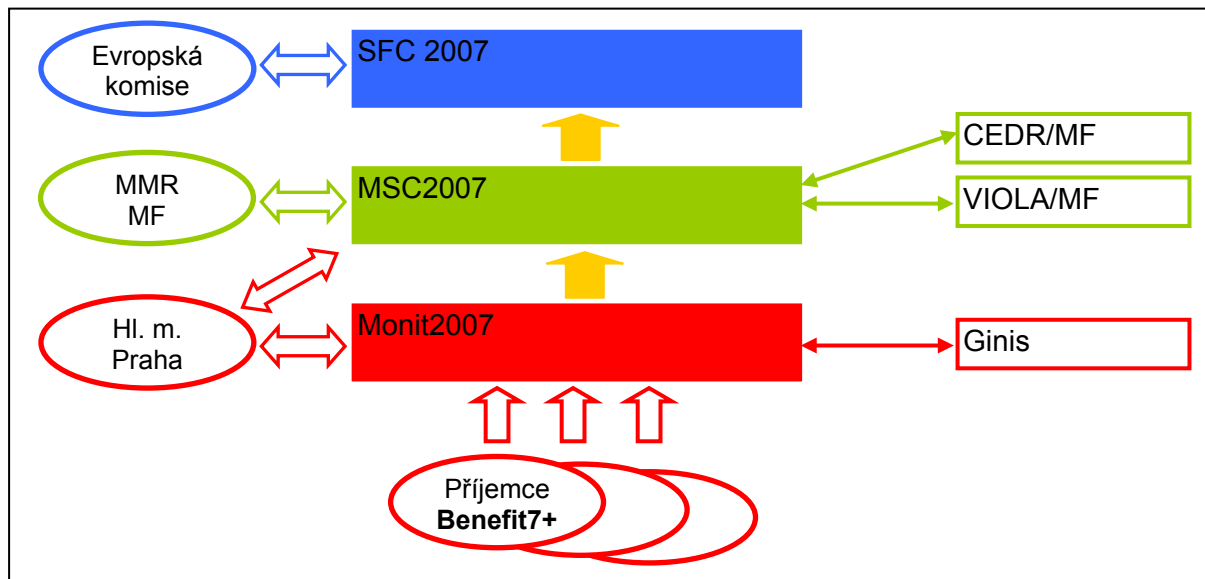 Evropská
komise
SFC 2007
CEDR/MF
MMR
MF
MSC2007
VIOLA/MF
Hl. m.
Praha
Monit2007
Ginis
Příjemce
Benefit7+